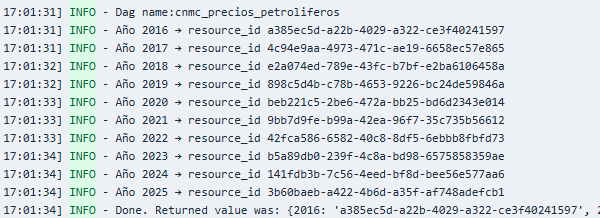 17:01:31] INFO - Dag name:cnmc_precios_petroliferos
17:01:31] INFO - Año 2016 → resource_id a385ec5d-a22b-4029-a322-ce3f40241597
17:01:31] INFO - Año 2017 → resource_id 4c94e9aa-4973-471c-ae19-6658ec57e865
17:01:32] INFO - Año 2018 → resource_id e2a074ed-789e-43fc-b7bf-e2ba6106458a
17:01:32] INFO - Año 2019 → resource_id 898c5d4b-c78b-4653-9226-bc24de59846a
17:01:33] INFO - Año 2020 → resource_id beb221c5-2be6-472a-bb25-bd6d2343e014
17:01:33] INFO - Año 2021 → resource_id 9bb7d9fe-b99a-42ea-96f7-35c735b56612
17:01:33] INFO - Año 2022 → resource_id 42fca586-6582-40c8-8df5-6ebbb8fbfd73
17:01:34] INFO - Año 2023 → resource_id b5a89db0-239f-4c8a-bd98-6575858359ae
17:01:34] INFO - Año 2024 → resource_id 141fdb3b-7c56-4eed-bf8d-bee56e577aa6
17:01:34] INFO - Año 2025 → resource_id 3b60baeb-a422-4b6d-a35f-af748adefcb1
17:01:34] INFO - Done. Returned value was: {2016: 'a385ec5d-a22b-4029-a322-ce3f40241597', 2